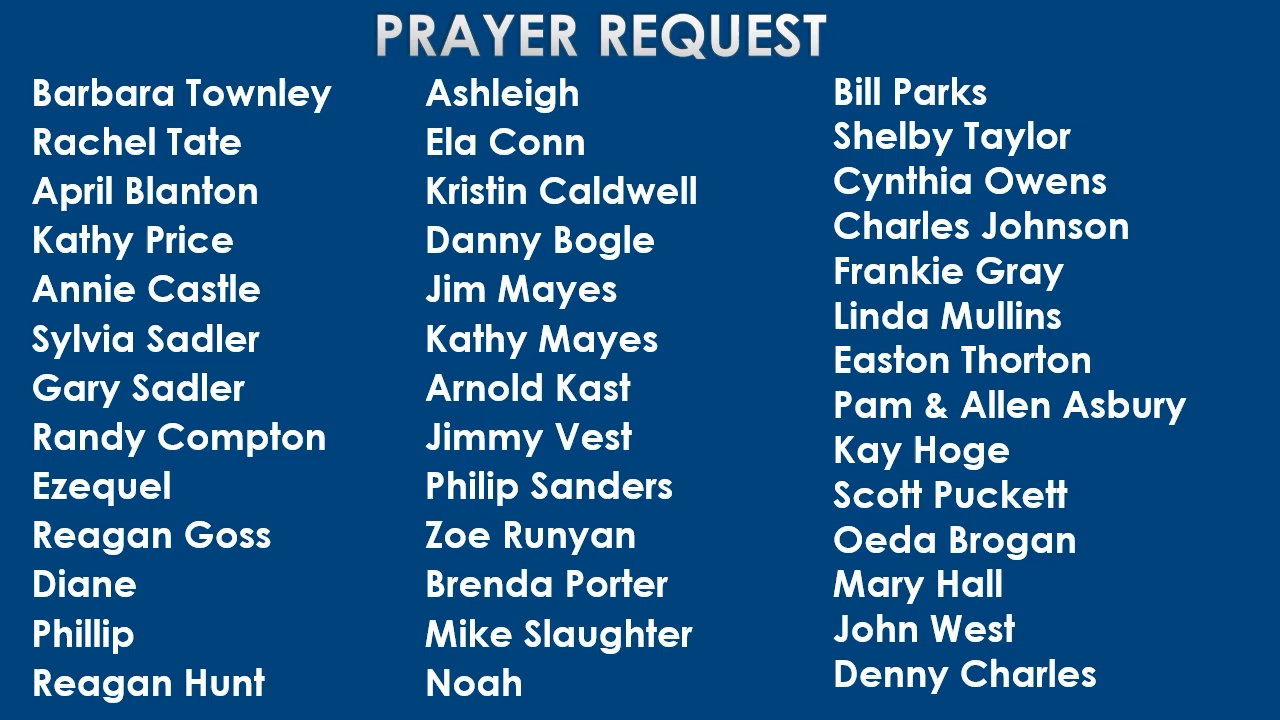 PRAYER REQUEST
Barbara Townley
Rachel Tate
April Blanton
Kathy Price
Annie Castle
Sylvia Sadler
Gary Sadler
Randy Compton
Ezequel
Reagan Goss
Diane
Phillip
Reagan Hunt
Ashleigh
Ela Conn
Kristin Caldwell
Danny Bogle
Jim Mayes
Kathy Mayes
Arnold Kast
Jimmy Vest
Philip Sanders
Zoe Runyan
Brenda Porter
Mike Slaughter
Noah
Bill Parks
Shelby Taylor
Cynthia Owens
Charles Johnson
Frankie Gray
Linda Mullins
Easton Thorton
Pam & Allen Asbury
Kay Hoge
Scott Puckett
Oeda Brogan
Mary Hall
John West
Denny Charles